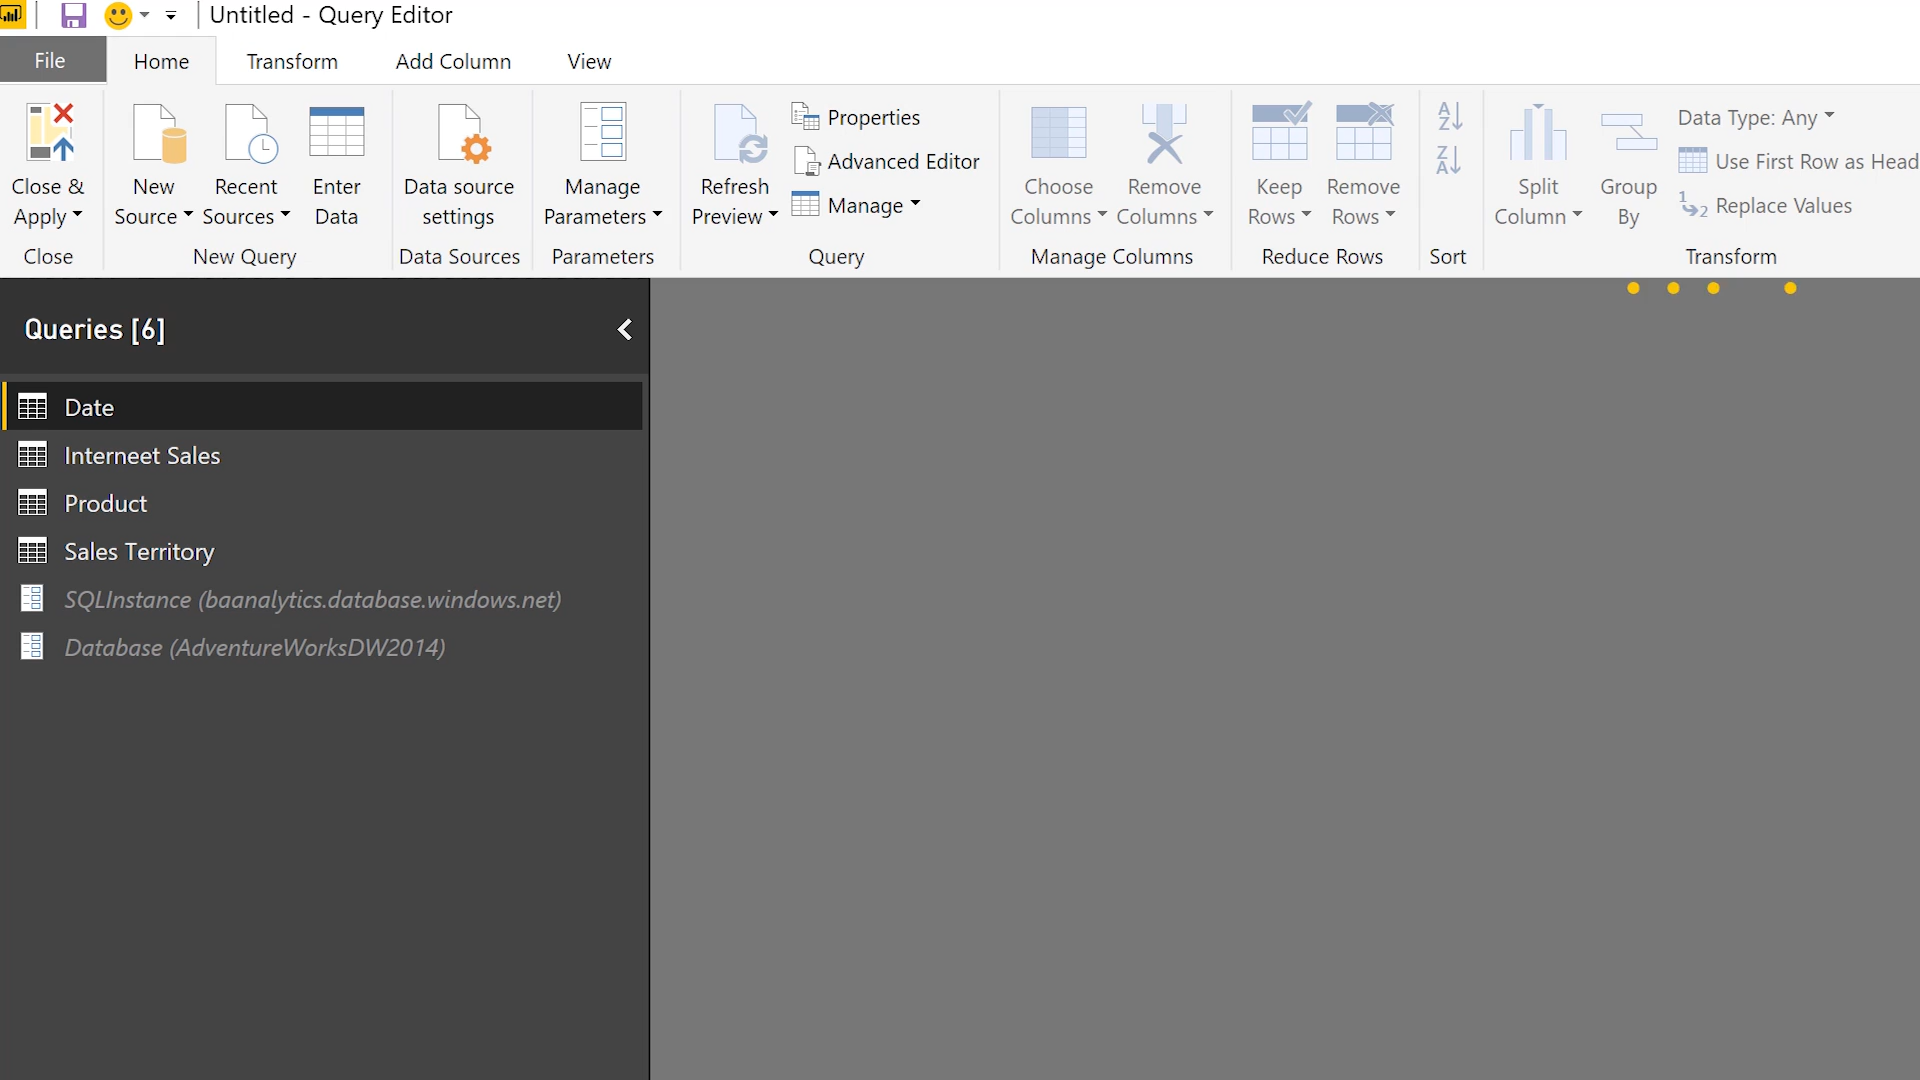 Untitled - Query Editor
File Home Transform Add Column View
Close & Apply
New Source
Recent Sources
Enter Data
Data source settings
Manage Parameters
Refresh Preview
Properties
Advanced Editor
Manage
Choose Columns
Remove Columns
Keep Rows
Remove Rows
A Z
Z A
Split Column
Group By
Data Type: Any
Use First Row as Head
1 2 Replace Values
Close New Query Data Sources Parameters Query Manage Columns Reduce Rows Sort Transform
Queries [6]
Date
Interneet Sales
Product
Sales Territory
SQLInstance (baanalytics.database.windows.net)
Database (AdventureWorksDW2014)